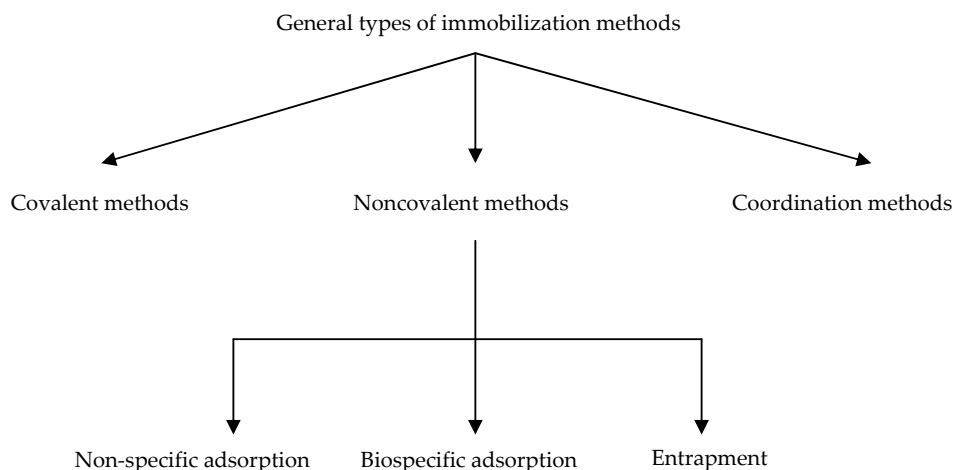 General types of immobilization methods
Covalent methods
Noncovalent methods
Coordination methods
Non-specific adsorption
Biospecific adsorption
Entrapment